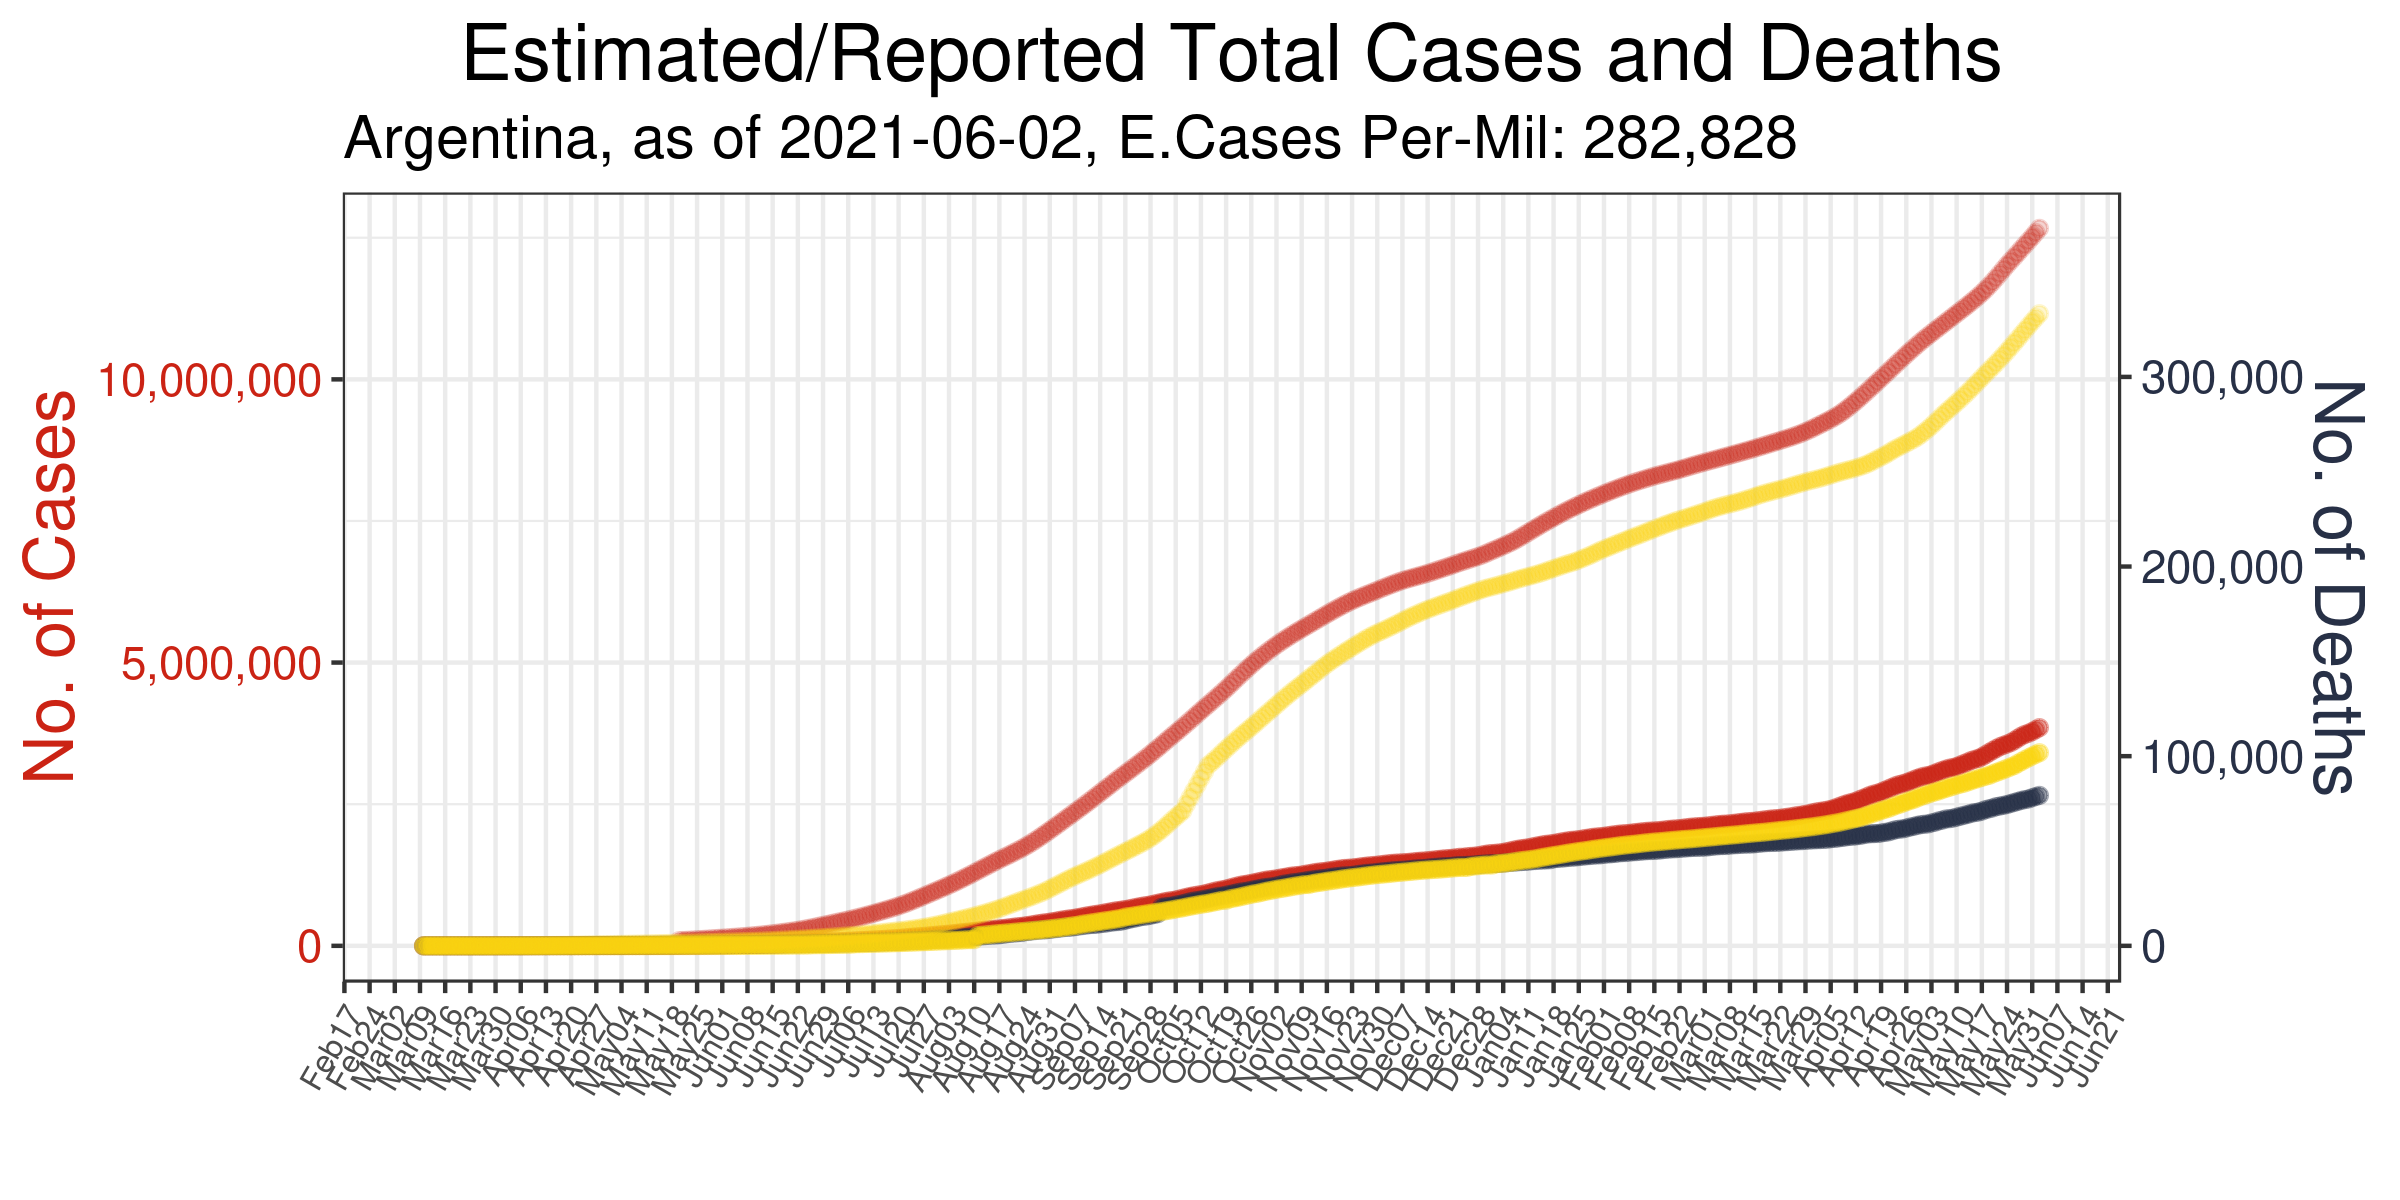 Estimated/Reported Total Cases and Deaths
Argentina, as of 2021-06-02, E.Cases Per-Mil: 282,828
No. of Cases
10,000,000
5,000,000
0
No. of Deaths
300,000
200,000
100,000
0
Feb17
Feb24
Mar02
Mar09
Mar16
Mar23
Mar30
Apr06
Apr13
Apr20
Apr27
May04
May11
May18
May25
Jun01
Jun08
Jun15
Jun22
Jun29
Jul06
Jul13
Jul20
Jul27
Aug03
Aug10
Aug17
Aug24
Aug31
Sep07
Sep14
Sep21
Sep28
Oct05
Oct12
Oct19
Oct26
Nov02
Nov09
Nov16
Nov23
Nov30
Dec07
Dec14
Dec21
Dec28
Jan04
Jan11
Jan18
Jan25
Feb01
Feb08
Feb15
Feb22
Mar01
Mar08
Mar15
Mar22
Mar29
Apr05
Apr12
Apr19
Apr26
May03
May10
May17
May24
May31
Jun07
Jun14
Jun21